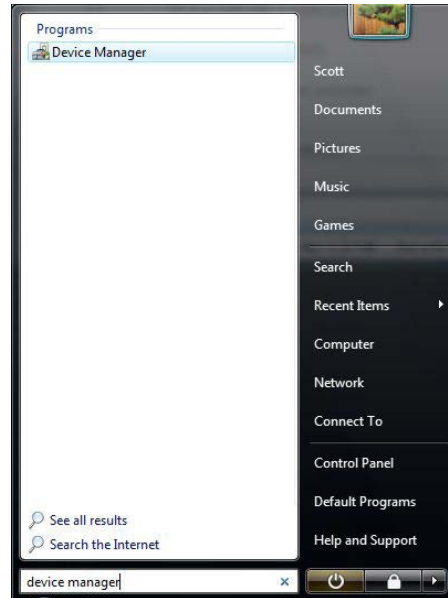 Programs
Device Manager
See all results
Search the Internet
device manager
Scott
Documents
Pictures
Music
Games
Search
Recent Items
Computer
Network
Connect To
Control Panel
Default Programs
Help and Support